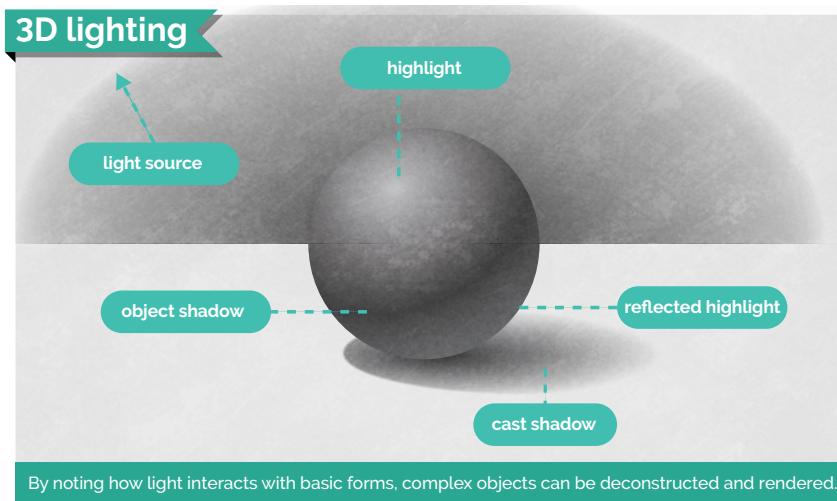 3D lighting
highlight
light source
object shadow
reflected highlight
cast shadow
By noting how light interacts with basic forms, complex objects can be deconstructed and rendered.